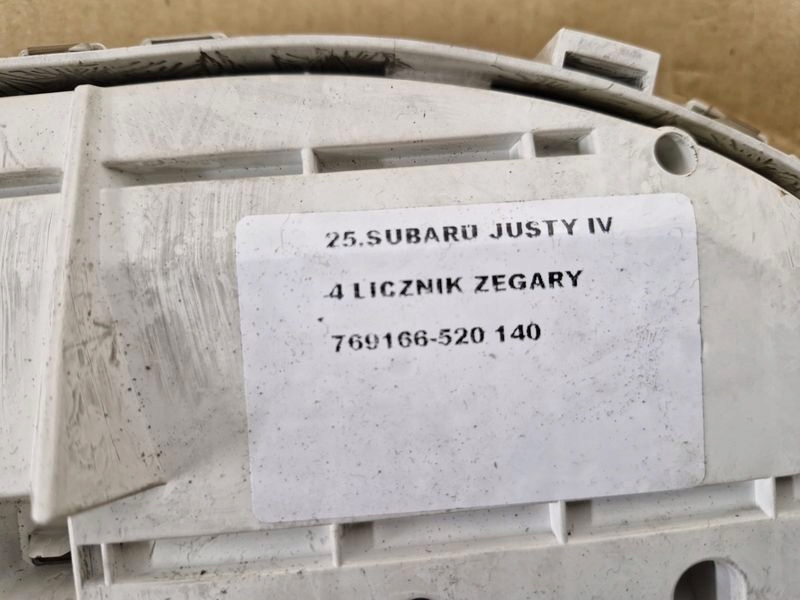 25.SUBARU JUSTY IV
4 LICZNIK ZEGARY
769166-520 140